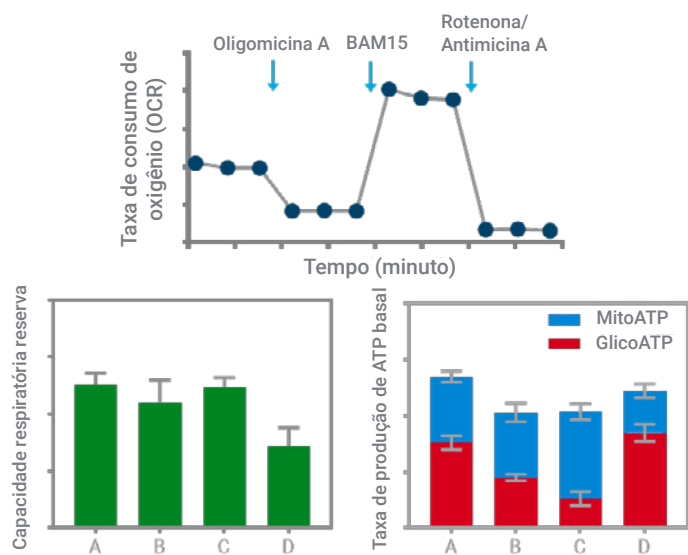 Oligomicina A
BAM15
Rotenona/
Antimicina A
Taxa de consumo de
oxigênio (OCR)
Tempo (minuto)
Capacidade respiratória reserva
A B C D
Taxa de produção de ATP basal
MitoATP
GlicoATP
A B C D